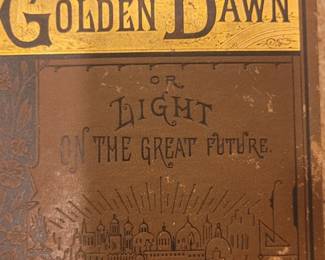 GOLDEN DAWN
OR
LIGHT
ON THE GREAT FUTURE.